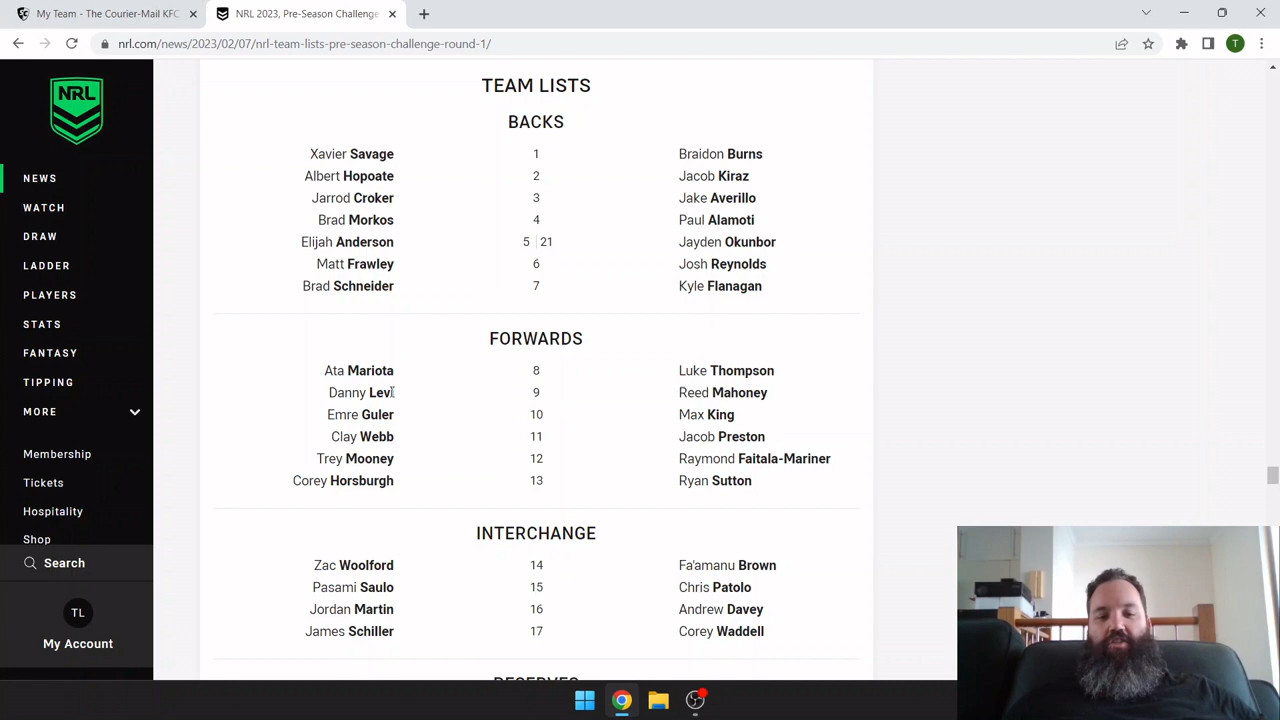 My Team - The Courier-Mail KFC
NRL 2023, Pre-Season Challenge
nrl.com/news/2023/02/07/nrl-team-lists-pre-season-challenge-round-1/
T
NRL
NEWS
WATCH
DRAW
LADDER
PLAYERS
STATS
FANTASY
TIPPING
MORE
Membership
Tickets
Hospitality
Shop
Search
TL
My Account
TEAM LISTS
BACKS
Xavier Savage 1 Braidon Burns
Albert Hopoate 2 Jacob Kiraz
Jarrod Croker 3 Jake Averillo
Brad Morkos 4 Paul Alamoti
Elijah Anderson 5 21 Jayden Okunbor
Matt Frawley 6 Josh Reynolds
Brad Schneider 7 Kyle Flanagan
FORWARDS
Ata Mariota 8 Luke Thompson
Danny Levi 9 Reed Mahoney
Emre Guler 10 Max King
Clay Webb 11 Jacob Preston
Trey Mooney 12 Raymond Faitala-Mariner
Corey Horsburgh 13 Ryan Sutton
INTERCHANGE
Zac Woolford 14 Fa'amanu Brown
Pasami Saulo 15 Chris Patolo
Jordan Martin 16 Andrew Davey
James Schiller 17 Corey Waddell
RESERVES